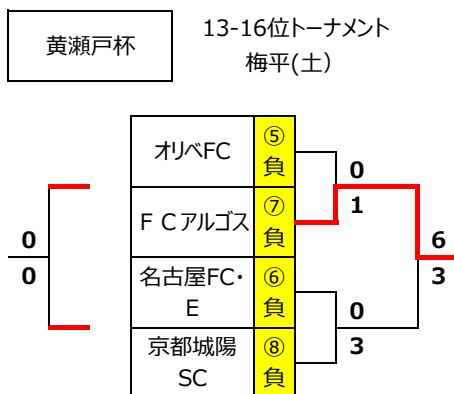 黄瀬戸杯
13-16位トーナメント
梅平(土)
オリベFC
⑤
負
0
ＦＣアルゴス
⑦
負
1
0
0
6
3
名古屋FC・
E
⑥
負
0
京都城陽
SC
⑧
負
3